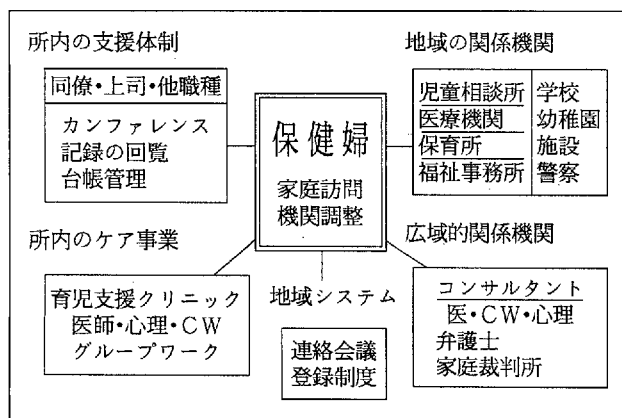 所内の支援体制
同僚・上司・他職種
カンファレンス
記録の回覧
台帳管理
地域の関係機関
児童相談所 学校
医療機関 幼稚園
保育所 施設
福祉事務所 警察
保健婦
家庭訪問
機関調整
所内のケア事業
育児支援クリニック
医師・心理・CW
グループワーク
地域システム
連絡会議
登録制度
広域的関係機関
コンサルタント
医・CW・心理
弁護士
家庭裁判所